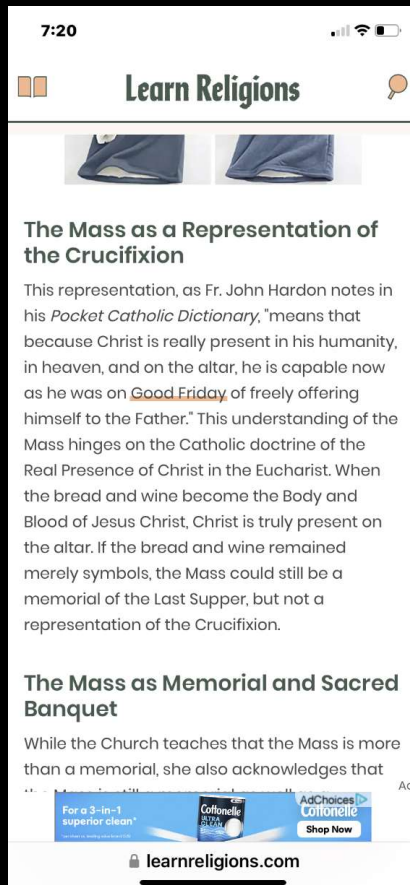 7:20
Learn Religions
The Mass as a Representation of
the Crucifixion
This representation, as Fr. John Hardon notes in
his Pocket Catholic Dictionary, "means that
because Christ is really present in his humanity,
in heaven, and on the altar, he is capable now
as he was on Good Friday of freely offering
himself to the Father." This understanding of the
Mass hinges on the Catholic doctrine of the
Real Presence of Christ in the Eucharist. When
the bread and wine become the Body and
Blood of Jesus Christ, Christ is truly present on
the altar. If the bread and wine remained
merely symbols, the Mass could still be a
memorial of the Last Supper, but not a
representation of the Crucifixion.
The Mass as Memorial and Sacred
Banquet
While the Church teaches that the Mass is more
than a memorial, she also acknowledges that
Ad
AdChoices
For a 3-in-1
superior clean*
Cottonelle
ULTRA
CLEAN
Cottonelle
Shop Now
learnreligions.com